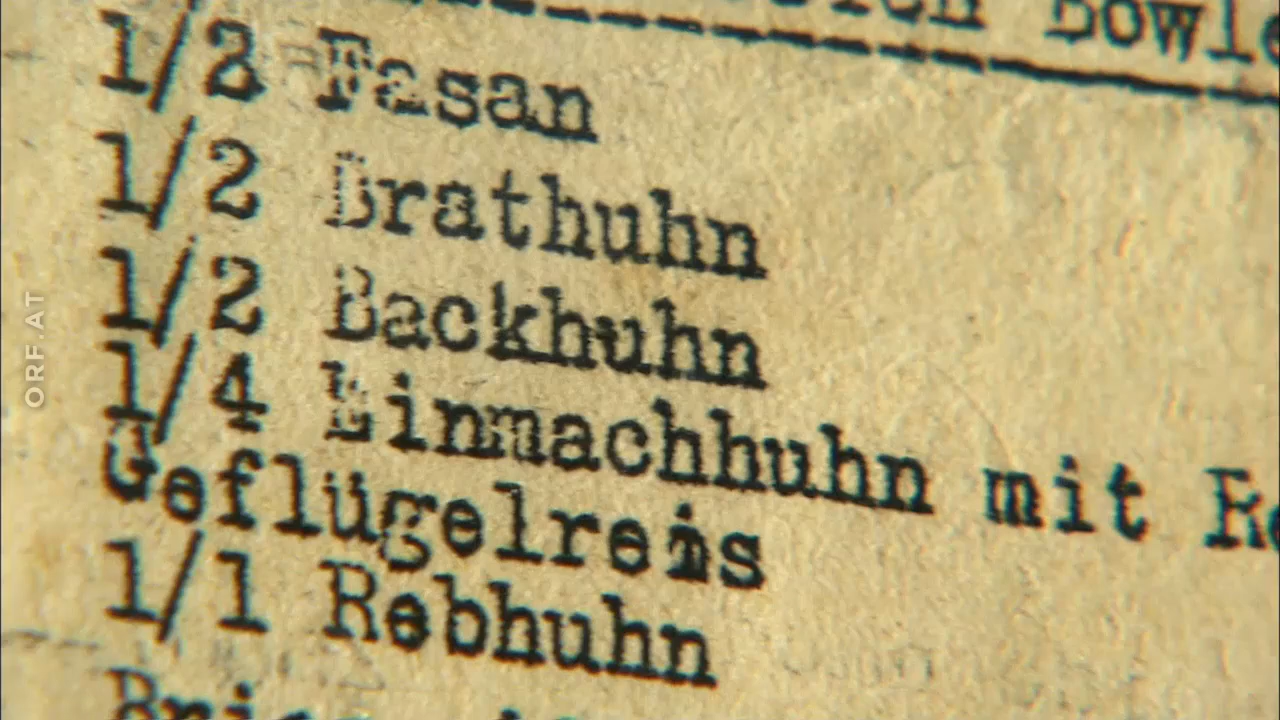 Bowle
1/2 Fasan
1/2 Brathuhn
1/2 Backhuhn
1/4 Einmachhuhn mit
Geflügelreis
1/1 Rebhuhn
ORF.AT